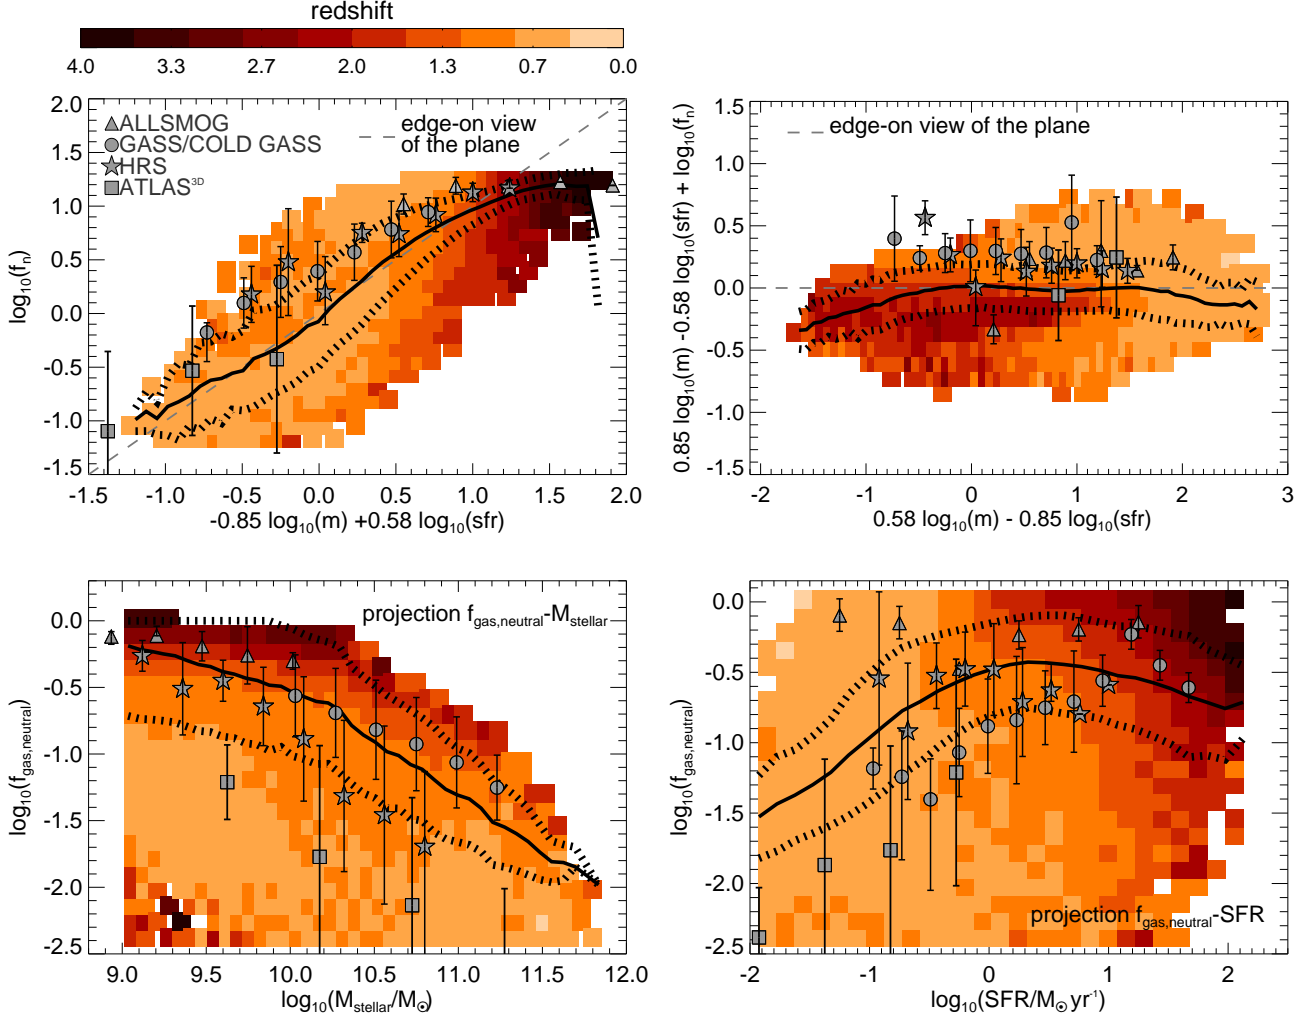 redshift
4.0 3.3 2.7 2.0 1.3 0.7 0.0
ALLSMOG
GASS/COLD GASS
HRS
ATLAS³ᴰ
edge-on view
of the plane
2.0
1.5
1.0
0.5
0.0
-0.5
-1.0
-1.5
log₁₀(fₙ)
-1.5 -1.0 -0.5 0.0 0.5 1.0 1.5 2.0
-0.85 log₁₀(m) +0.58 log₁₀(sfr)
edge-on view of the plane
1.5
1.0
0.5
0.0
-0.5
-1.0
-1.5
0.85 log₁₀(m) -0.58 log₁₀(sfr) + log₁₀(fₙ)
-2 -1 0 1 2 3
0.58 log₁₀(m) - 0.85 log₁₀(sfr)
projection f_gas,neutral-M_stellar
0.0
-0.5
-1.0
-1.5
-2.0
-2.5
log₁₀(f_gas,neutral)
9.0 9.5 10.0 10.5 11.0 11.5 12.0
log₁₀(M_stellar/M_⊙)
0.0
-0.5
-1.0
-1.5
-2.0
-2.5
log₁₀(f_gas,neutral)
projection f_gas,neutral-SFR
-2 -1 0 1 2
log₁₀(SFR/M_⊙ yr⁻¹)